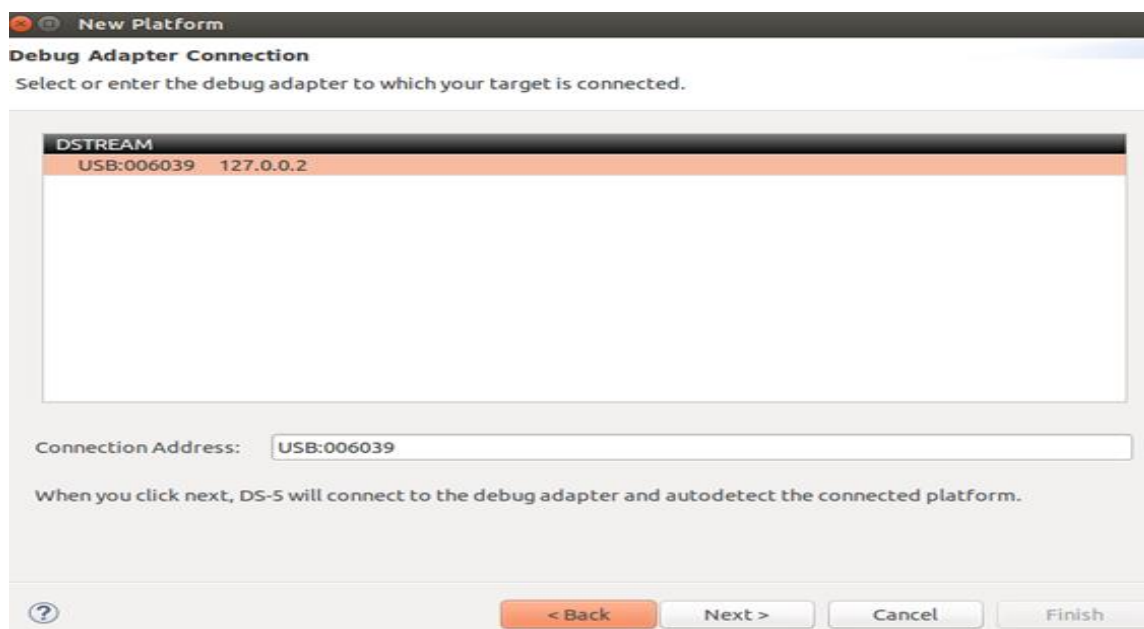 New Platform
Debug Adapter Connection
Select or enter the debug adapter to which your target is connected.
DSTREAM
USB:006039 127.0.0.2
Connection Address: USB:006039
When you click next, DS-5 will connect to the debug adapter and autodetect the connected platform.
? < Back Next > Cancel Finish